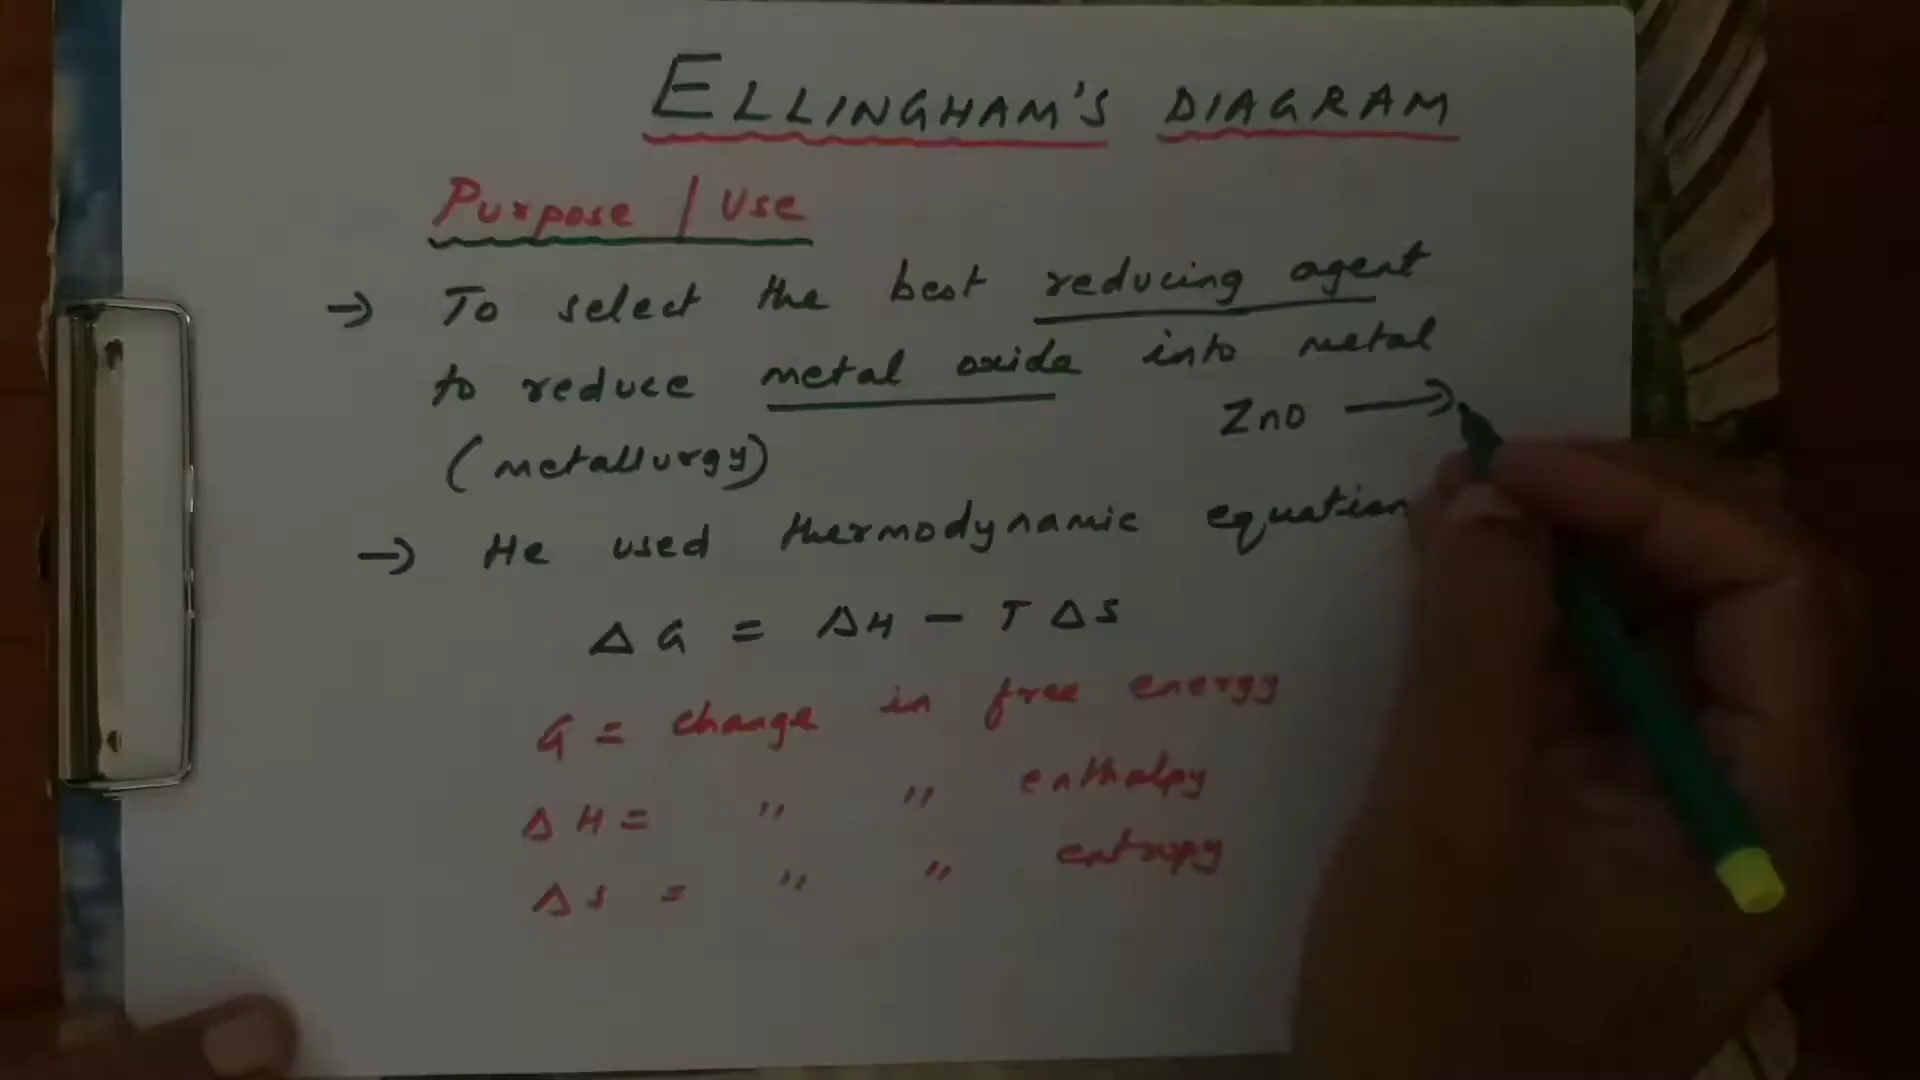 ELLINGHAM'S DIAGRAM
Purpose / Use
→ To select the best reducing agent
to reduce metal oxide into metal
ZnO →
(metallurgy)
→ He used thermodynamic equation
ΔG = ΔH - TΔS
G = change in free energy
ΔH = " " enthalpy
ΔS = " " entropy